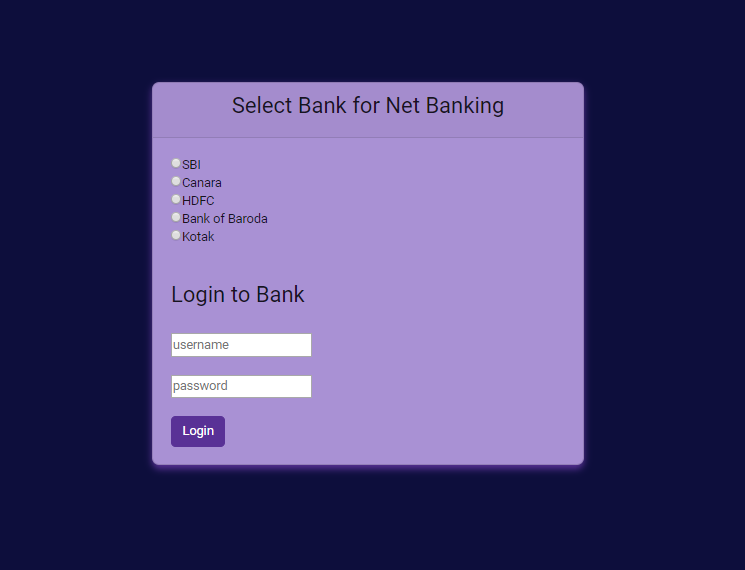 Select Bank for Net Banking
SBI
Canara
HDFC
Bank of Baroda
Kotak
Login to Bank
username
password
Login